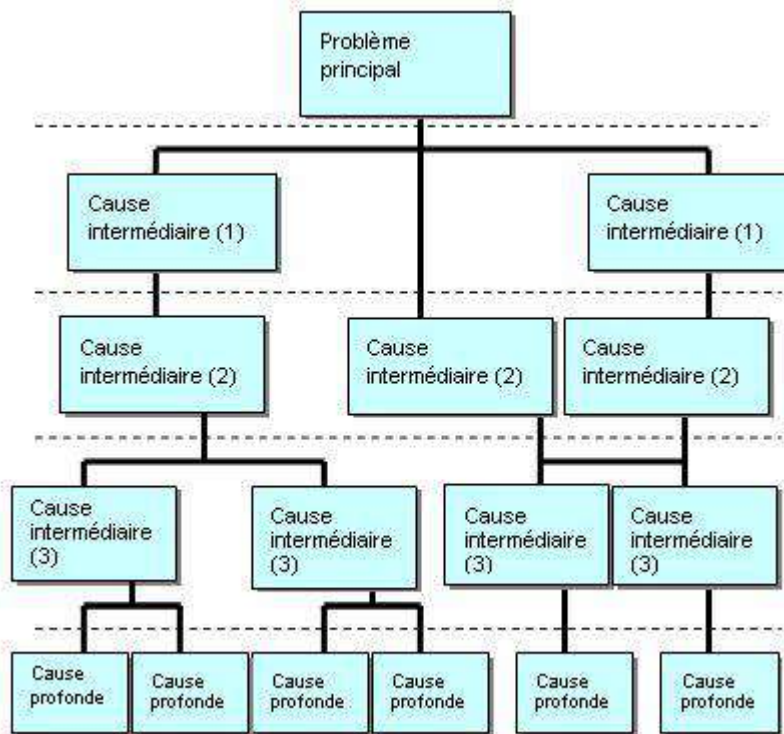 Problème
principal
Cause
intermédiaire (1)
Cause
intermédiaire (1)
Cause
intermédiaire (2)
Cause
intermédiaire (2)
Cause
intermédiaire (2)
Cause
intermédiaire
(3)
Cause
intermédiaire
(3)
Cause
intermédiaire
(3)
Cause
intermédiaire
(3)
Cause
profonde
Cause
profonde
Cause
profonde
Cause
profonde
Cause
profonde
Cause
profonde